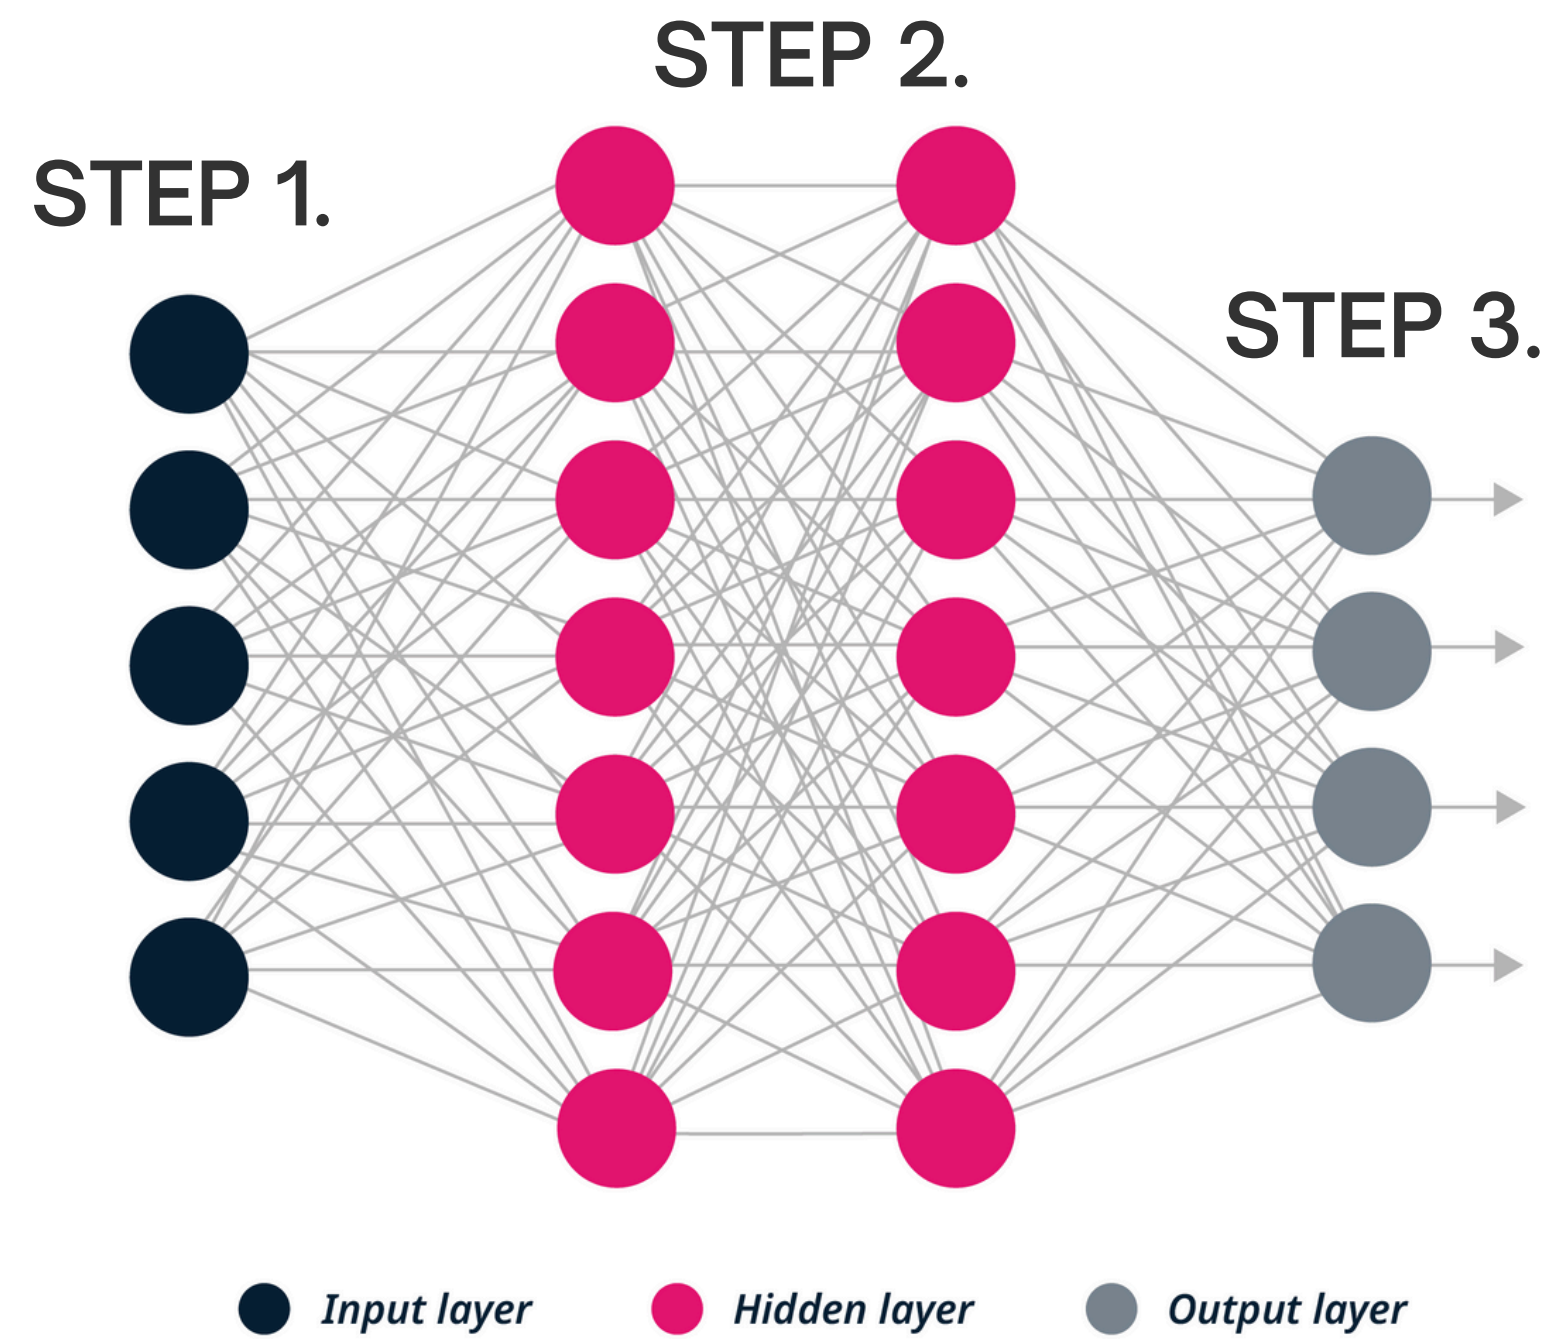 STEP 2.
STEP 1.
STEP 3.
Input layer
Hidden layer
Output layer